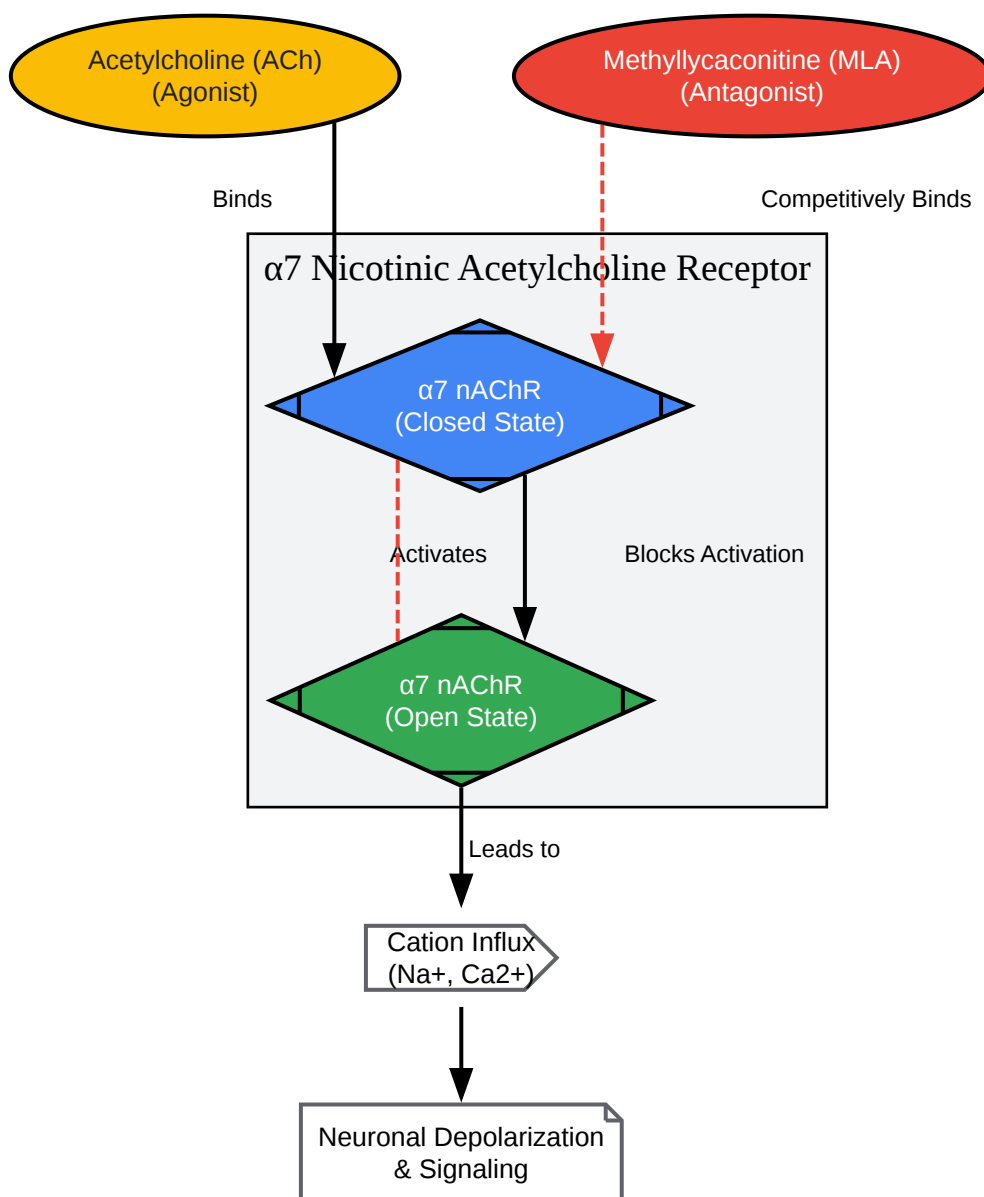 Acetylcholine (ACh)
(Agonist)
Methyllycaconitine (MLA)
(Antagonist)
Binds
Competitively Binds
α7 Nicotinic Acetylcholine Receptor
α7 nAChR
(Closed State)
Activates
Blocks Activation
α7 nAChR
(Open State)
Leads to
Cation Influx
(Na+, Ca2+)
Neuronal Depolarization
& Signaling